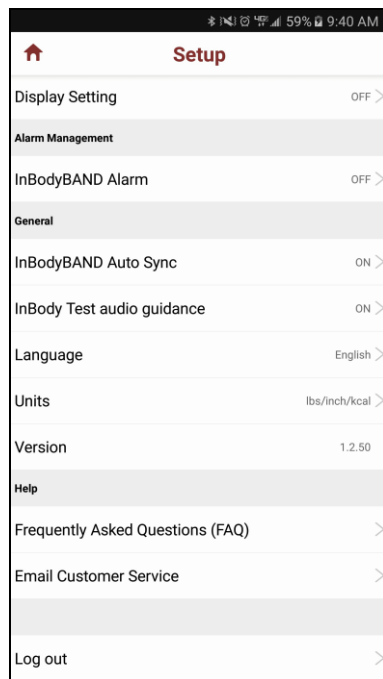 59% 9:40 AM
Setup
Display Setting OFF
Alarm Management
InBodyBAND Alarm OFF
General
InBodyBAND Auto Sync ON
InBody Test audio guidance ON
Language English
Units lbs/inch/kcal
Version 1.2.50
Help
Frequently Asked Questions (FAQ)
Email Customer Service
Log out